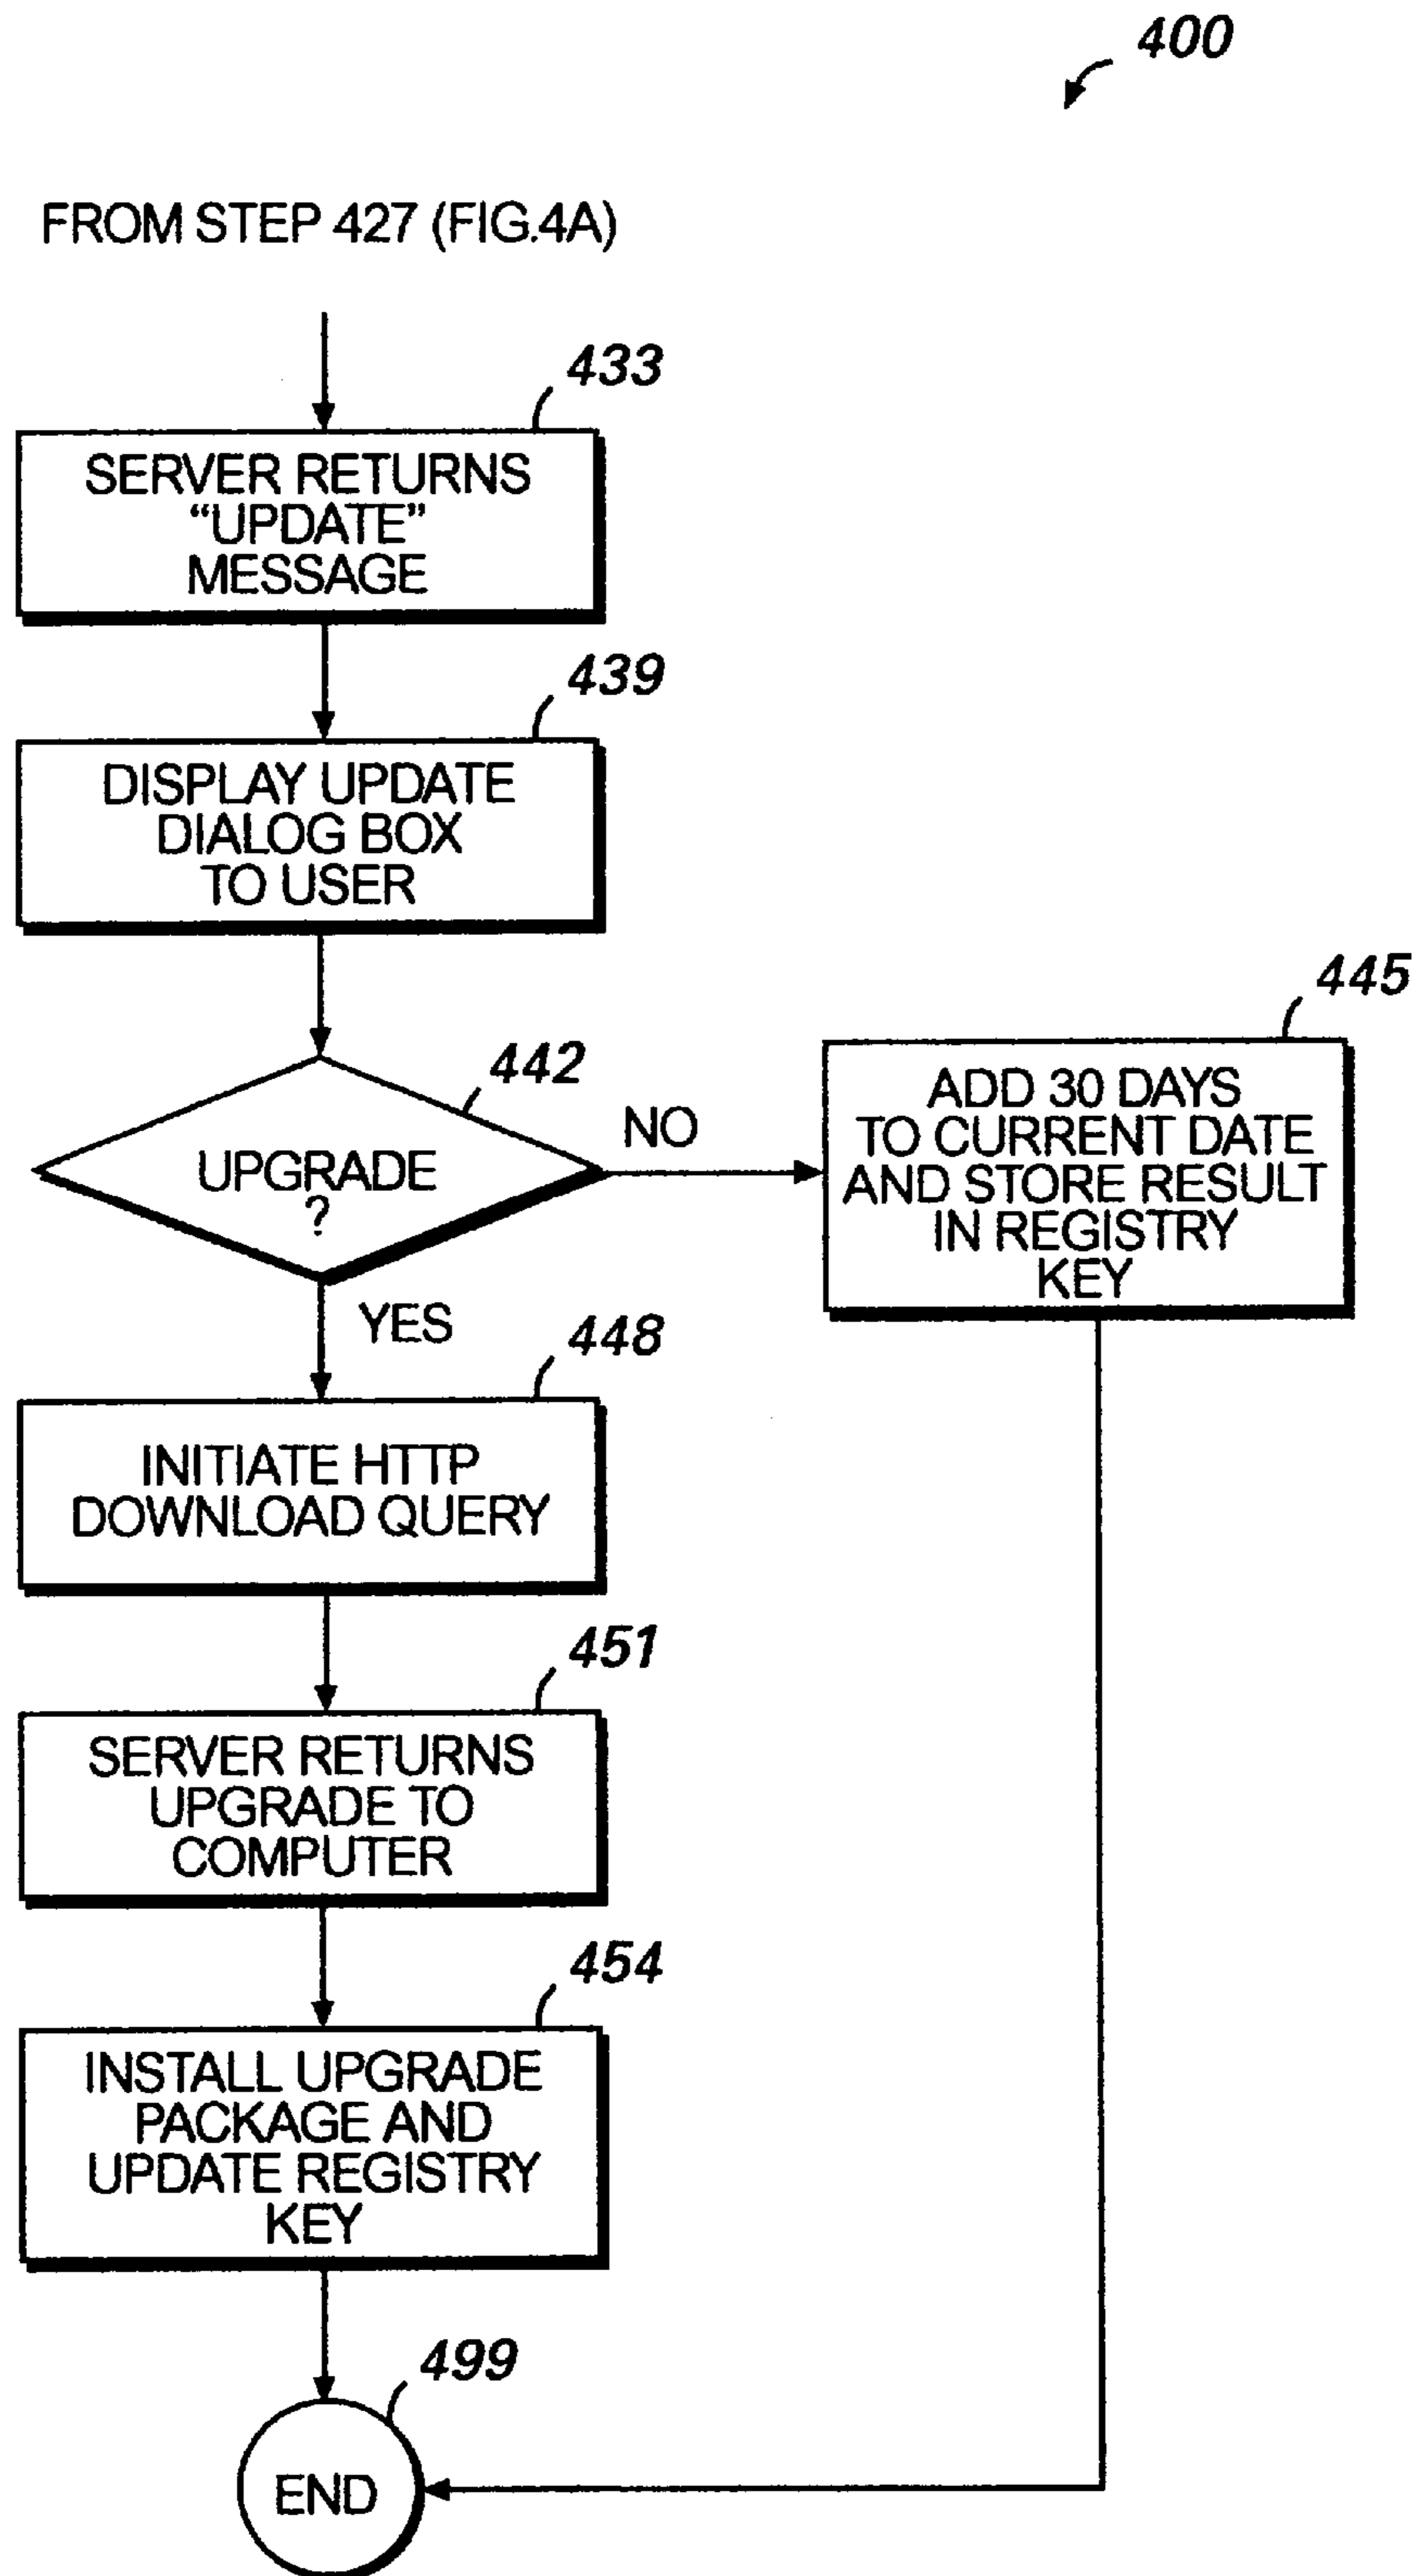 400
FROM STEP 427 (FIG.4A)
433
SERVER RETURNS
“UPDATE”
MESSAGE
439
DISPLAY UPDATE
DIALOG BOX
TO USER
442
UPGRADE
?
NO
445
ADD 30 DAYS
TO CURRENT DATE
AND STORE RESULT
IN REGISTRY
KEY
YES
448
INITIATE HTTP
DOWNLOAD QUERY
451
SERVER RETURNS
UPGRADE TO
COMPUTER
454
INSTALL UPGRADE
PACKAGE AND
UPDATE REGISTRY
KEY
499
END